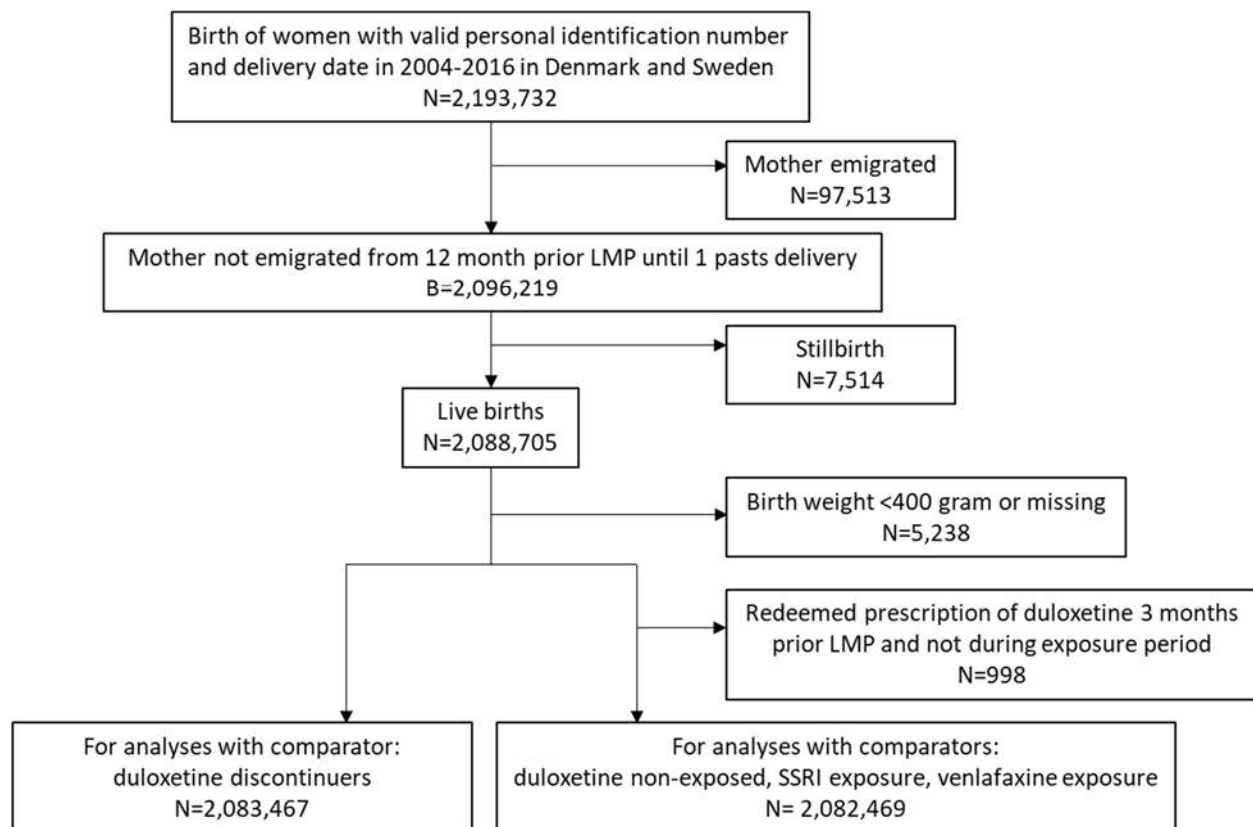 Birth of women with valid personal identification number
and delivery date in 2004-2016 in Denmark and Sweden
N=2,193,732
Mother emigrated
N=97,513
Mother not emigrated from 12 month prior LMP until 1 pasts delivery
B=2,096,219
Stillbirth
N=7,514
Live births
N=2,088,705
Birth weight <400 gram or missing
N=5,238
Redeemed prescription of duloxetine 3 months
prior LMP and not during exposure period
N=998
For analyses with comparator:
duloxetine discontinuers
N=2,083,467
For analyses with comparators:
duloxetine non-exposed, SSRI exposure, venlafaxine exposure
N= 2,082,469